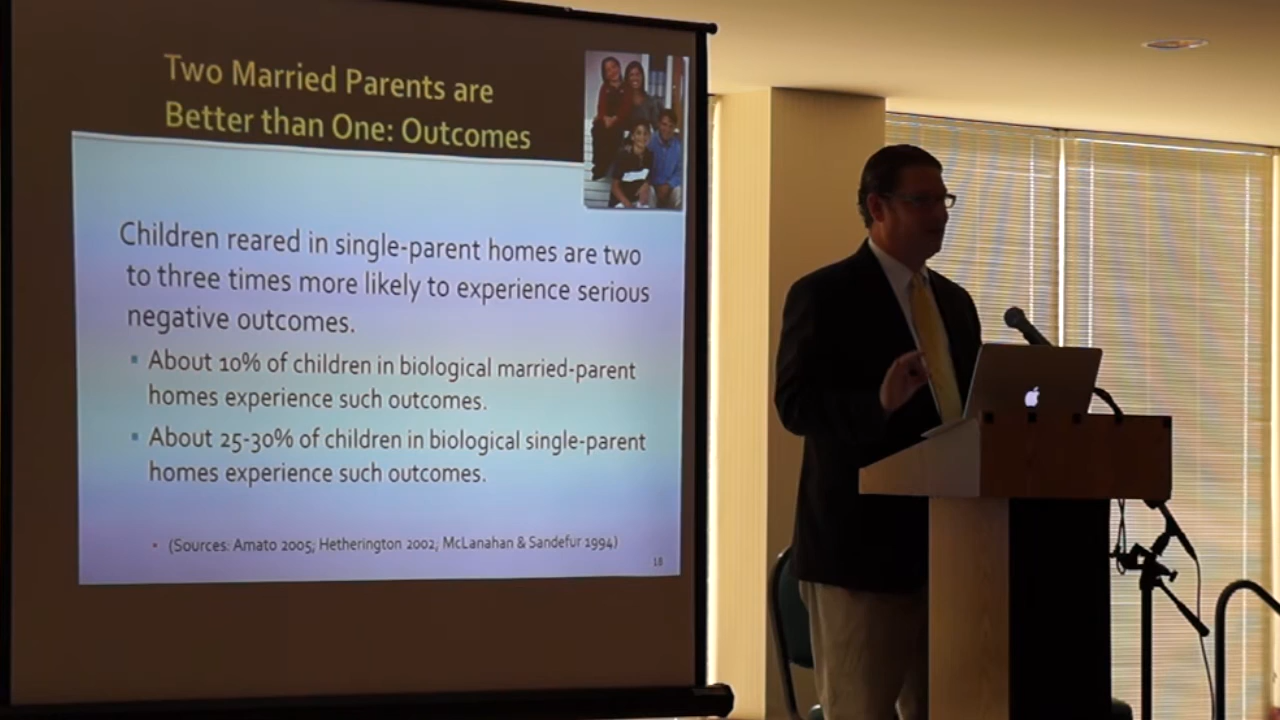 Two Married Parents are
Better than One: Outcomes
Children reared in single-parent homes are two
to three times more likely to experience serious
negative outcomes.
▪ About 10% of children in biological married-parent
homes experience such outcomes.
▪ About 25-30% of children in biological single-parent
homes experience such outcomes.
▪ (Sources: Amato 2005; Hetherington 2002; McLanahan & Sandefur 1994)
18